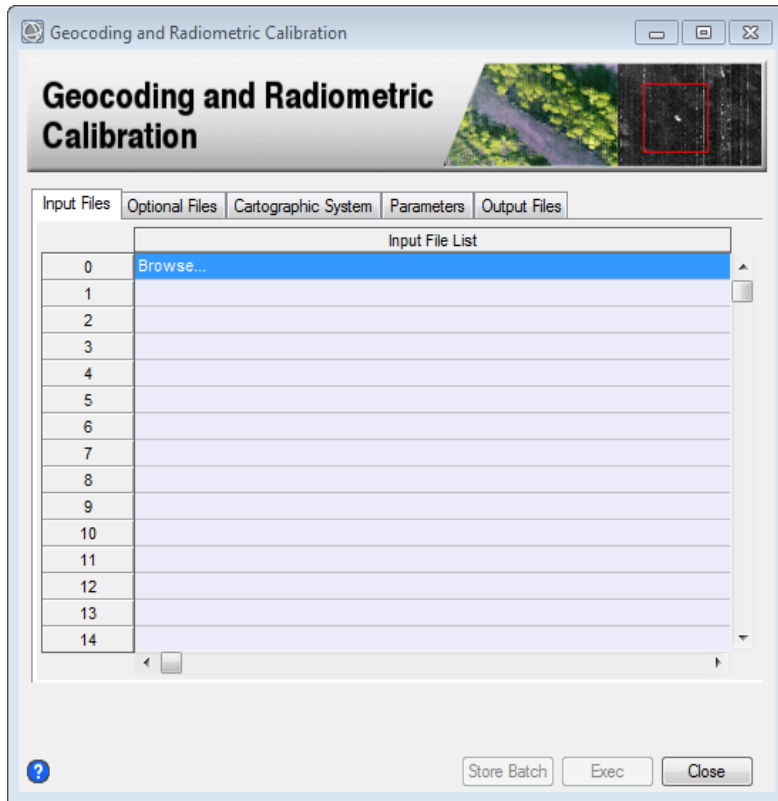 Geocoding and Radiometric Calibration
Geocoding and Radiometric
Calibration
Input Files Optional Files Cartographic System Parameters Output Files
Input File List
0 Browse...
1
2
3
4
5
6
7
8
9
10
11
12
13
14
? Store Batch Exec Close